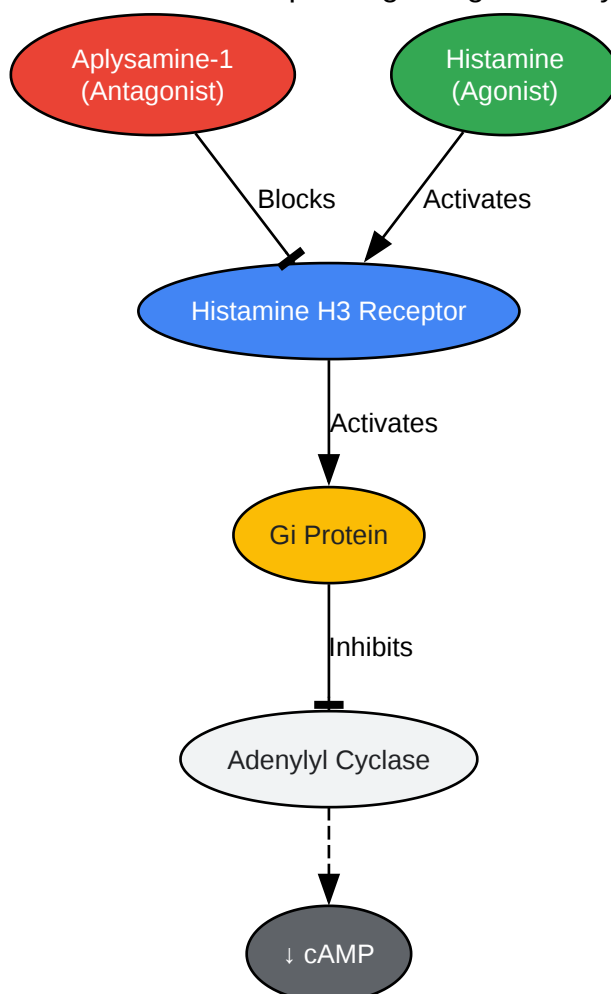 Aplysamine-1
(Antagonist)
Histamine
(Agonist)
Blocks
Activates
Histamine H3 Receptor
Activates
Gi Protein
Inhibits
Adenylyl Cyclase
↓ cAMP